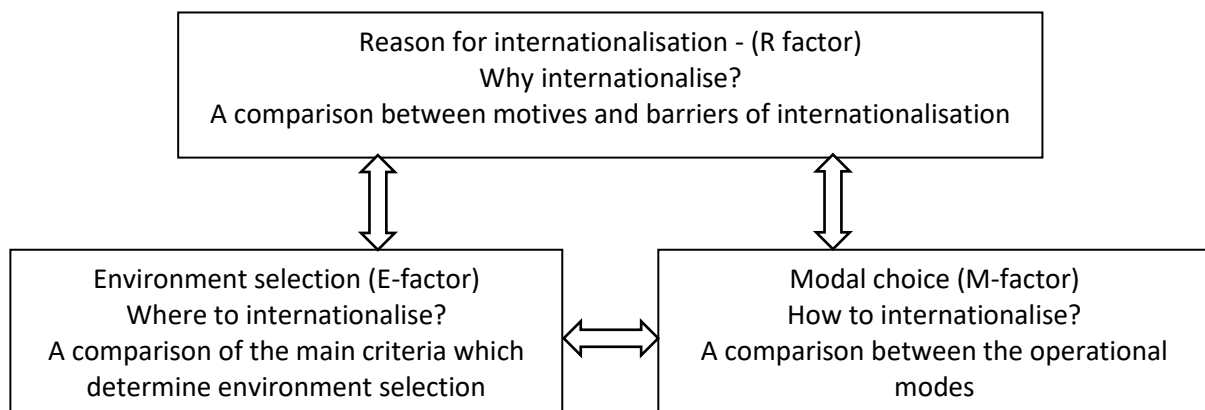 Reason for internationalisation - (R factor)
Why internationalise?
A comparison between motives and barriers of internationalisation
Environment selection (E-factor)
Where to internationalise?
A comparison of the main criteria which
determine environment selection
Modal choice (M-factor)
How to internationalise?
A comparison between the operational
modes